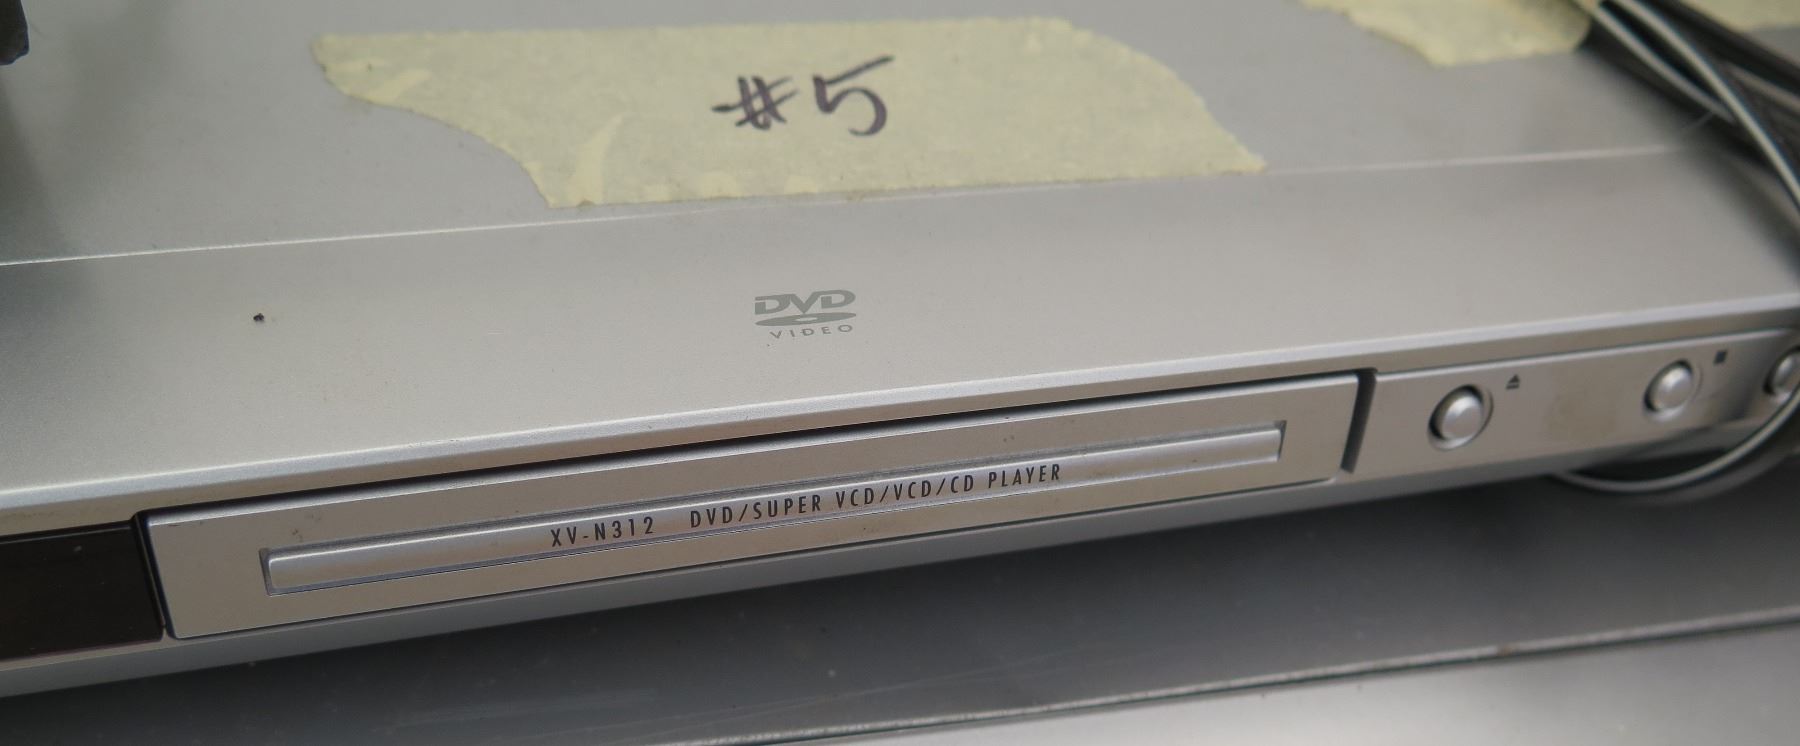 #5
DVD
VIDEO
XV-N312 DVD/SUPER VCD/VCD/CD PLAYER